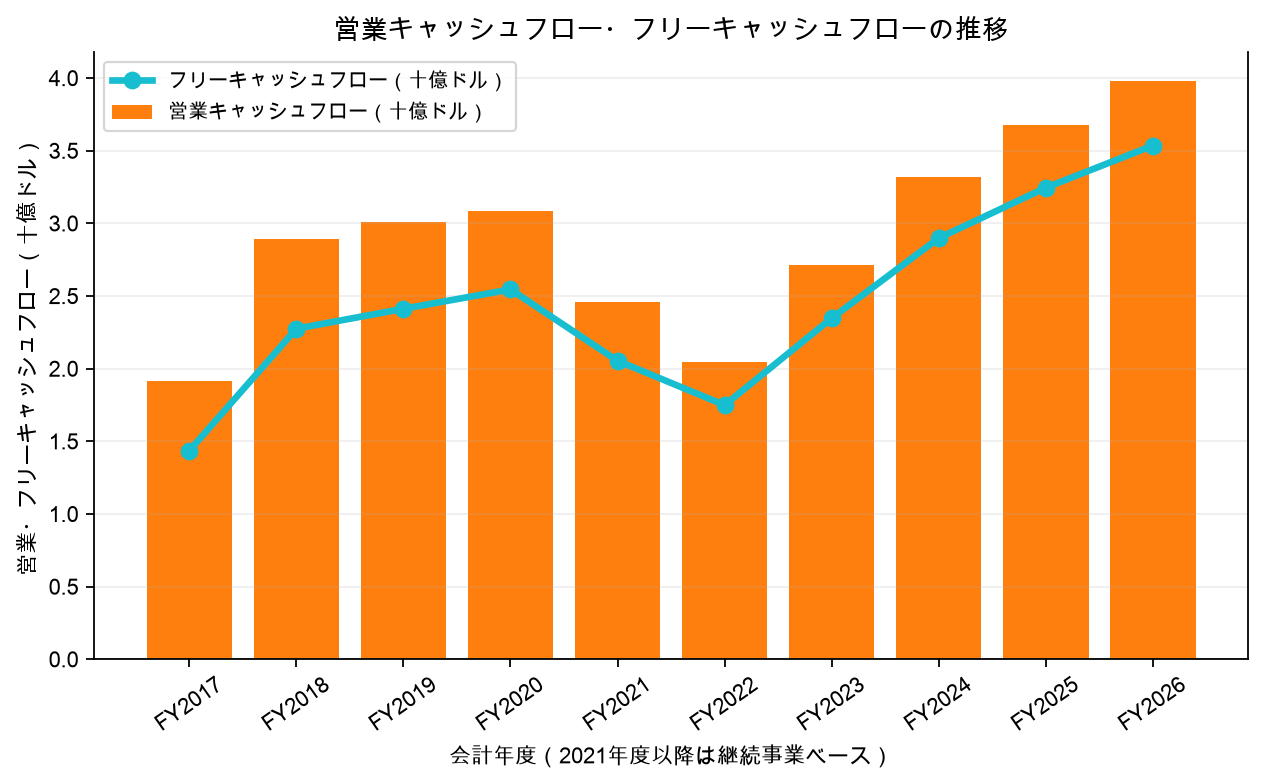 営業キャッシュフロー・フリーキャッシュフローの推移
フリーキャッシュフロー（十億ドル）
営業キャッシュフロー（十億ドル）
営業・フリーキャッシュフロー（十億ドル）
4.0
3.5
3.0
2.5
2.0
1.5
1.0
0.5
0.0
FY2017
FY2018
FY2019
FY2020
FY2021
FY2022
FY2023
FY2024
FY2025
FY2026
会計年度（2021年度以降は継続事業ベース）